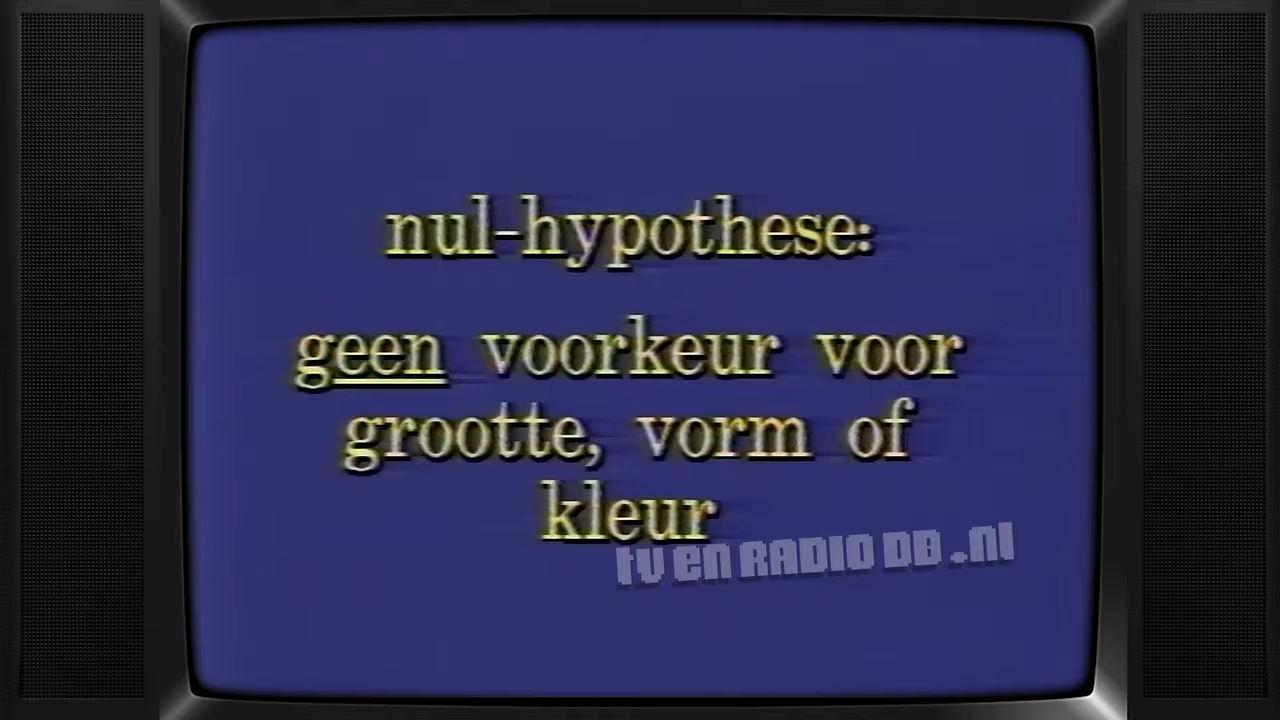 nul-hypothese:
geen voorkeur voor
grootte, vorm of
kleur
tv en RADIO DB .nl